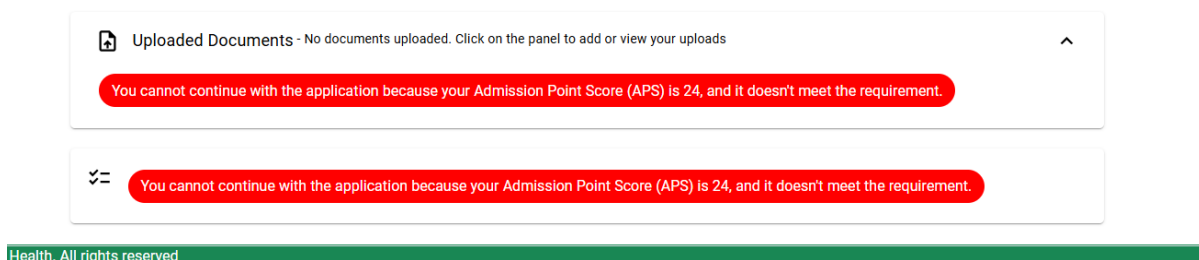 Uploaded Documents - No documents uploaded. Click on the panel to add or view your uploads
You cannot continue with the application because your Admission Point Score (APS) is 24, and it doesn't meet the requirement.
You cannot continue with the application because your Admission Point Score (APS) is 24, and it doesn't meet the requirement.
Health. All rights reserved